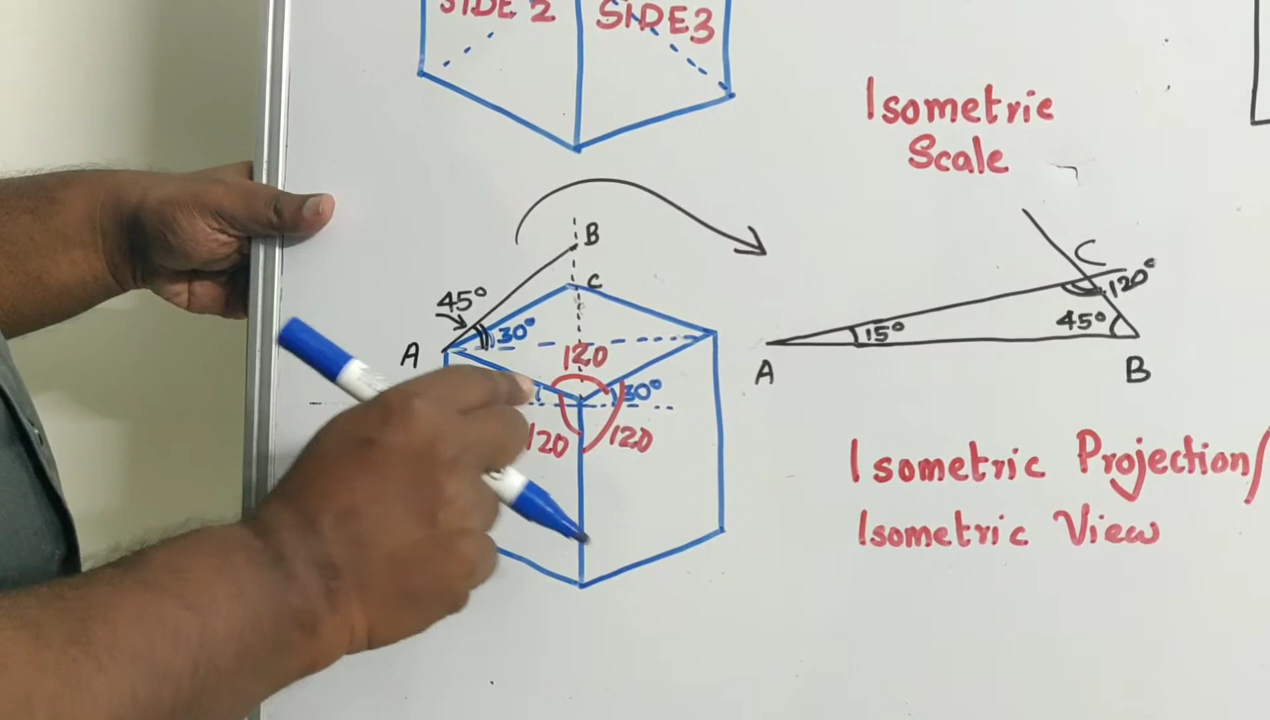 SIDE 2
SIDE3
Isometric
Scale
B
C
45°
30°
A
120
30°
120
120
C
120°
15°
45°
A
B
Isometric Projection/
Isometric View